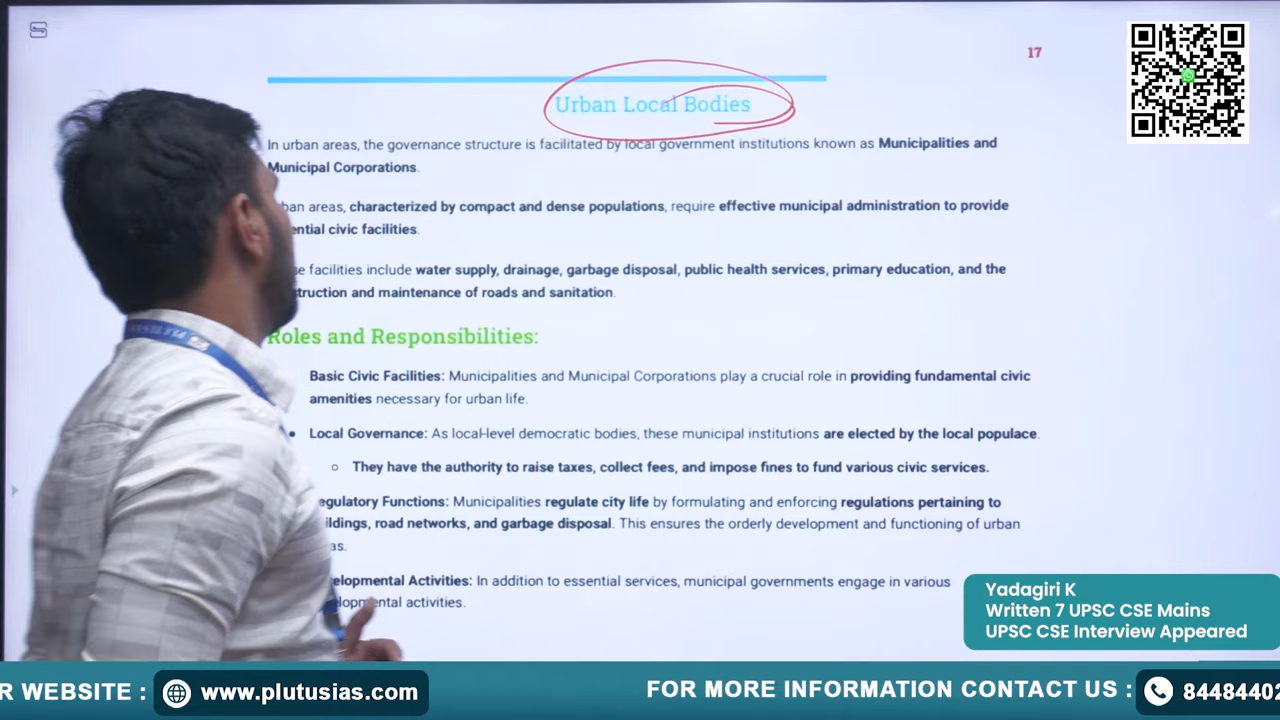 17
Urban Local Bodies
In urban areas, the governance structure is facilitated by local government institutions known as Municipalities and
Municipal Corporations.
areas, characterized by compact and dense populations, require effective municipal administration to provide
civic facilities.
facilities include water supply, drainage, garbage disposal, public health services, primary education, and the
and maintenance of roads and sanitation.
Roles and Responsibilities:
Basic Civic Facilities: Municipalities and Municipal Corporations play a crucial role in providing fundamental civic
amenities necessary for urban life.
• Local Governance: As local-level democratic bodies, these municipal institutions are elected by the local populace.
○ They have the authority to raise taxes, collect fees, and impose fines to fund various civic services.
egulatory Functions: Municipalities regulate city life by formulating and enforcing regulations pertaining to
ildings, road networks, and garbage disposal. This ensures the orderly development and functioning of urban
as.
elopmental Activities: In addition to essential services, municipal governments engage in various
elopmental activities.
Yadagiri K
Written 7 UPSC CSE Mains
UPSC CSE Interview Appeared
R WEBSITE : www.plutusias.com FOR MORE INFORMATION CONTACT US : 84484402